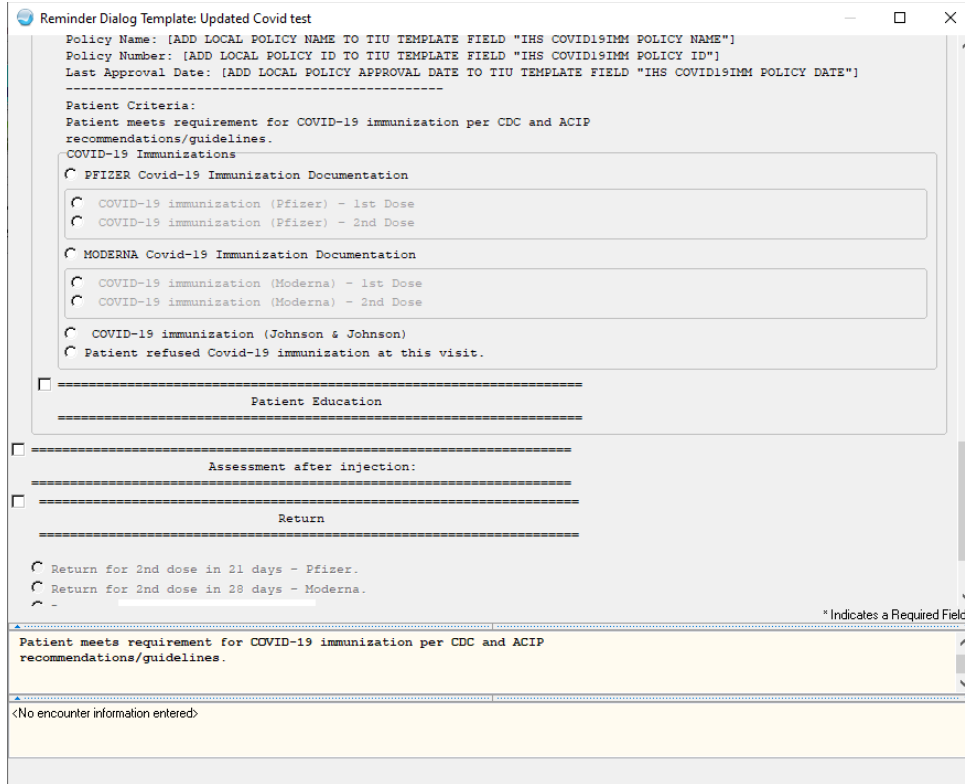 Reminder Dialog Template: Updated Covid test
Policy Name: [ADD LOCAL POLICY NAME TO TIU TEMPLATE FIELD "IHS COVID19IMM POLICY NAME"]
Policy Number: [ADD LOCAL POLICY ID TO TIU TEMPLATE FIELD "IHS COVID19IMM POLICY ID"]
Last Approval Date: [ADD LOCAL POLICY APPROVAL DATE TO TIU TEMPLATE FIELD "IHS COVID19IMM POLICY DATE"]
-------------------------------------------------
Patient Criteria:
Patient meets requirement for COVID-19 immunization per CDC and ACIP
recommendations/guidelines.
COVID-19 Immunizations
PFIZER Covid-19 Immunization Documentation
COVID-19 immunization (Pfizer) - 1st Dose
COVID-19 immunization (Pfizer) - 2nd Dose
MODERNA Covid-19 Immunization Documentation
COVID-19 immunization (Moderna) - 1st Dose
COVID-19 immunization (Moderna) - 2nd Dose
COVID-19 immunization (Johnson & Johnson)
Patient refused Covid-19 immunization at this visit.
====================================================================
Patient Education
====================================================================
======================================================================
Assessment after injection:
======================================================================
======================================================================
Return
======================================================================
Return for 2nd dose in 21 days - Pfizer.
Return for 2nd dose in 28 days - Moderna.
* Indicates a Required Field
Patient meets requirement for COVID-19 immunization per CDC and ACIP
recommendations/guidelines.
<No encounter information entered>